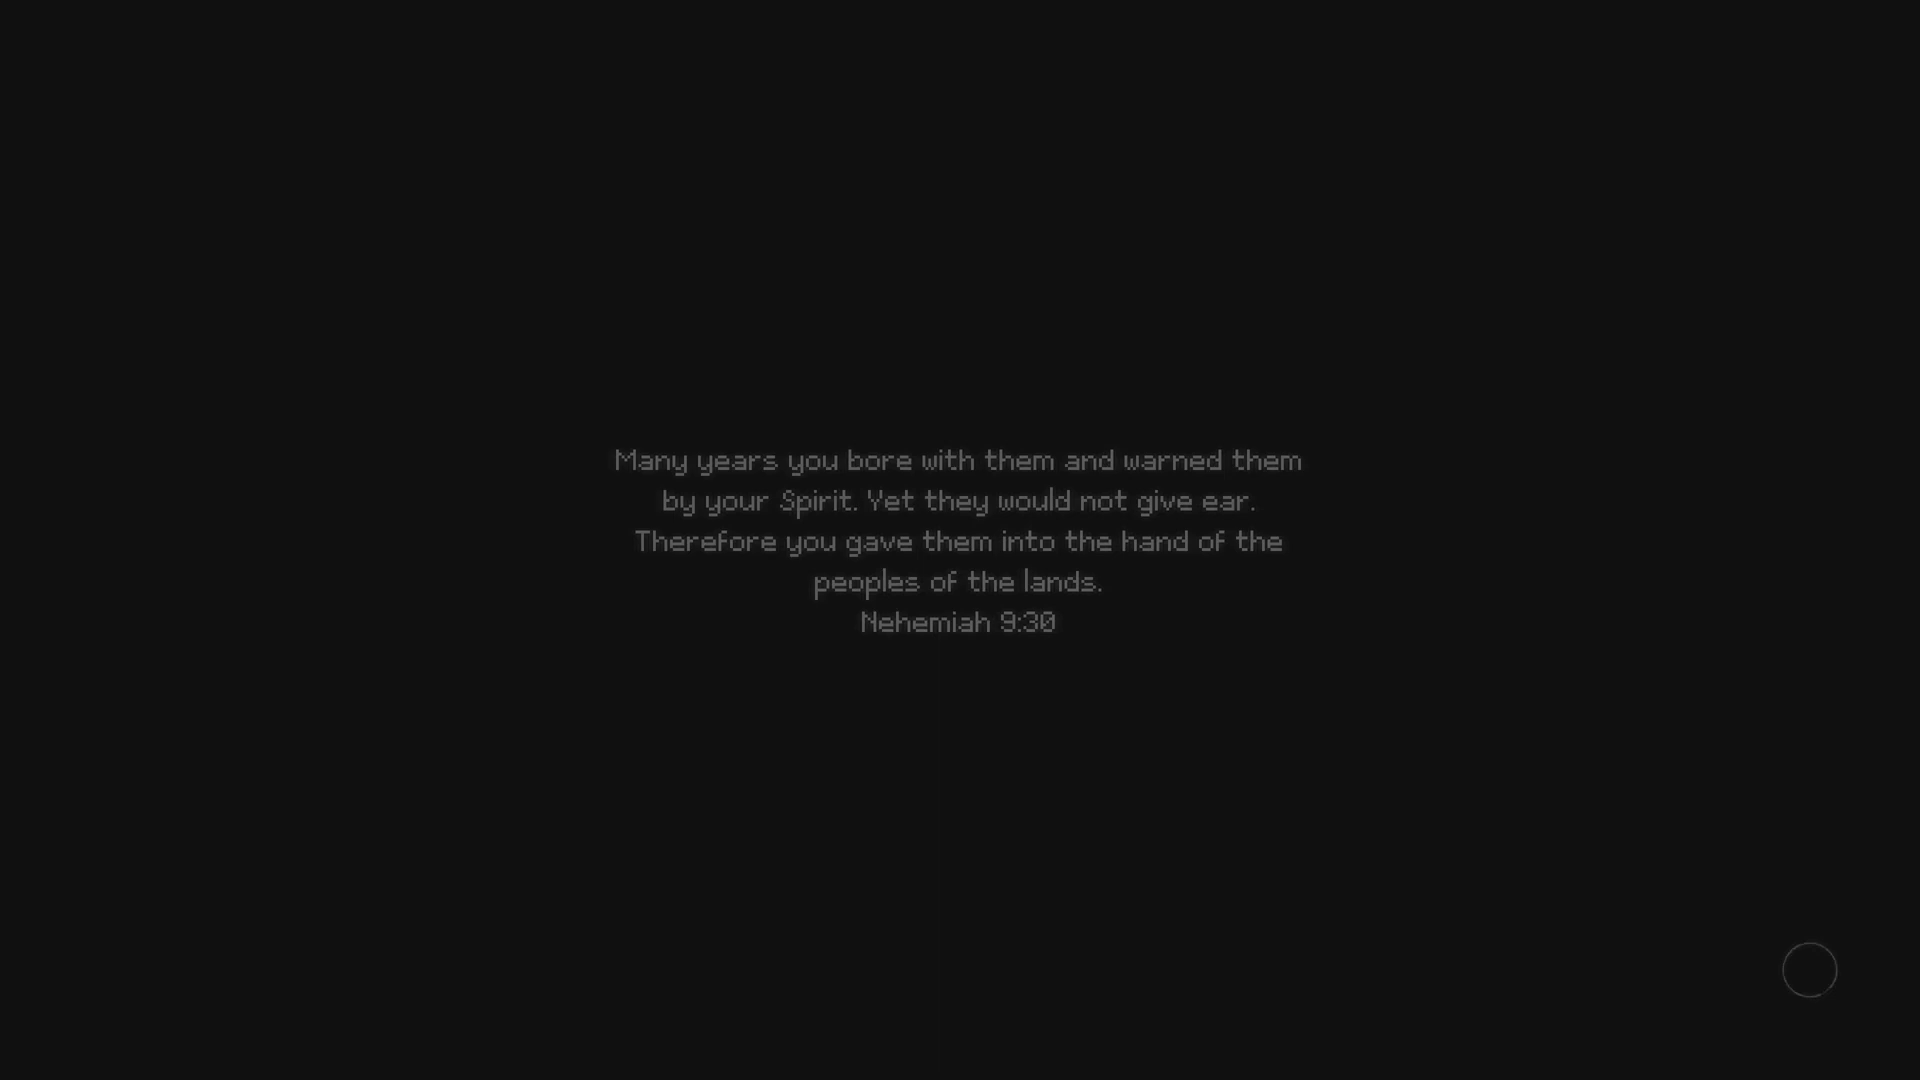 Many years you bore with them and warned them
by your Spirit. Yet they would not give ear.
Therefore you gave them into the hand of the
peoples of the lands.
Nehemiah 9:30